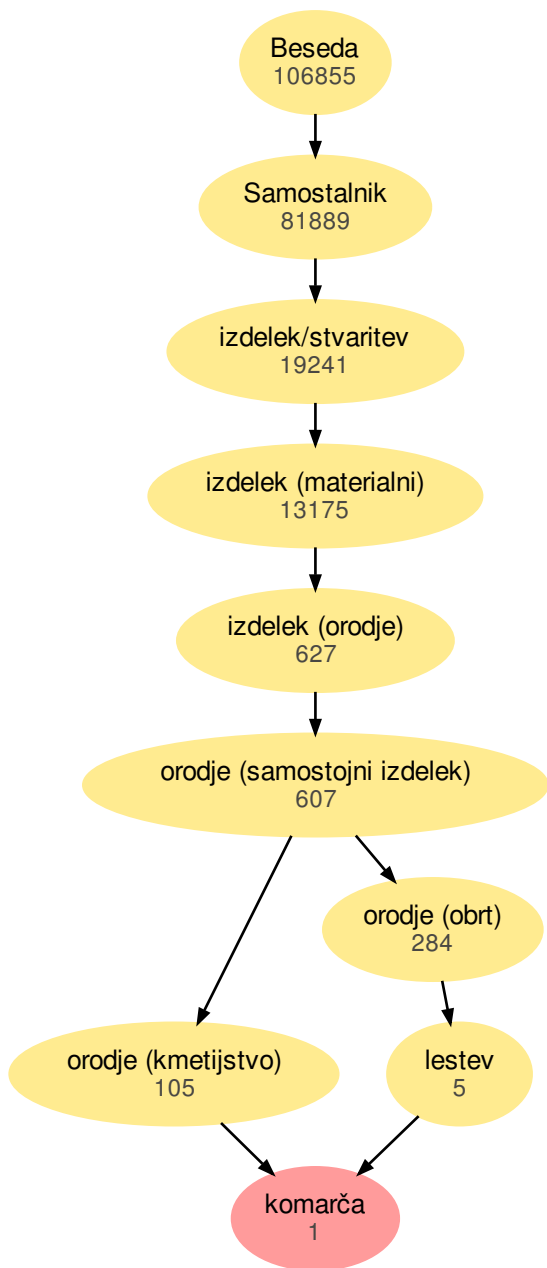 Beseda
106855
Samostalnik
81889
izdelek/stvaritev
19241
izdelek (materialni)
13175
izdelek (orodje)
627
orodje (samostojni izdelek)
607
orodje (obrt)
284
orodje (kmetijstvo)
105
lestev
5
komarča
1